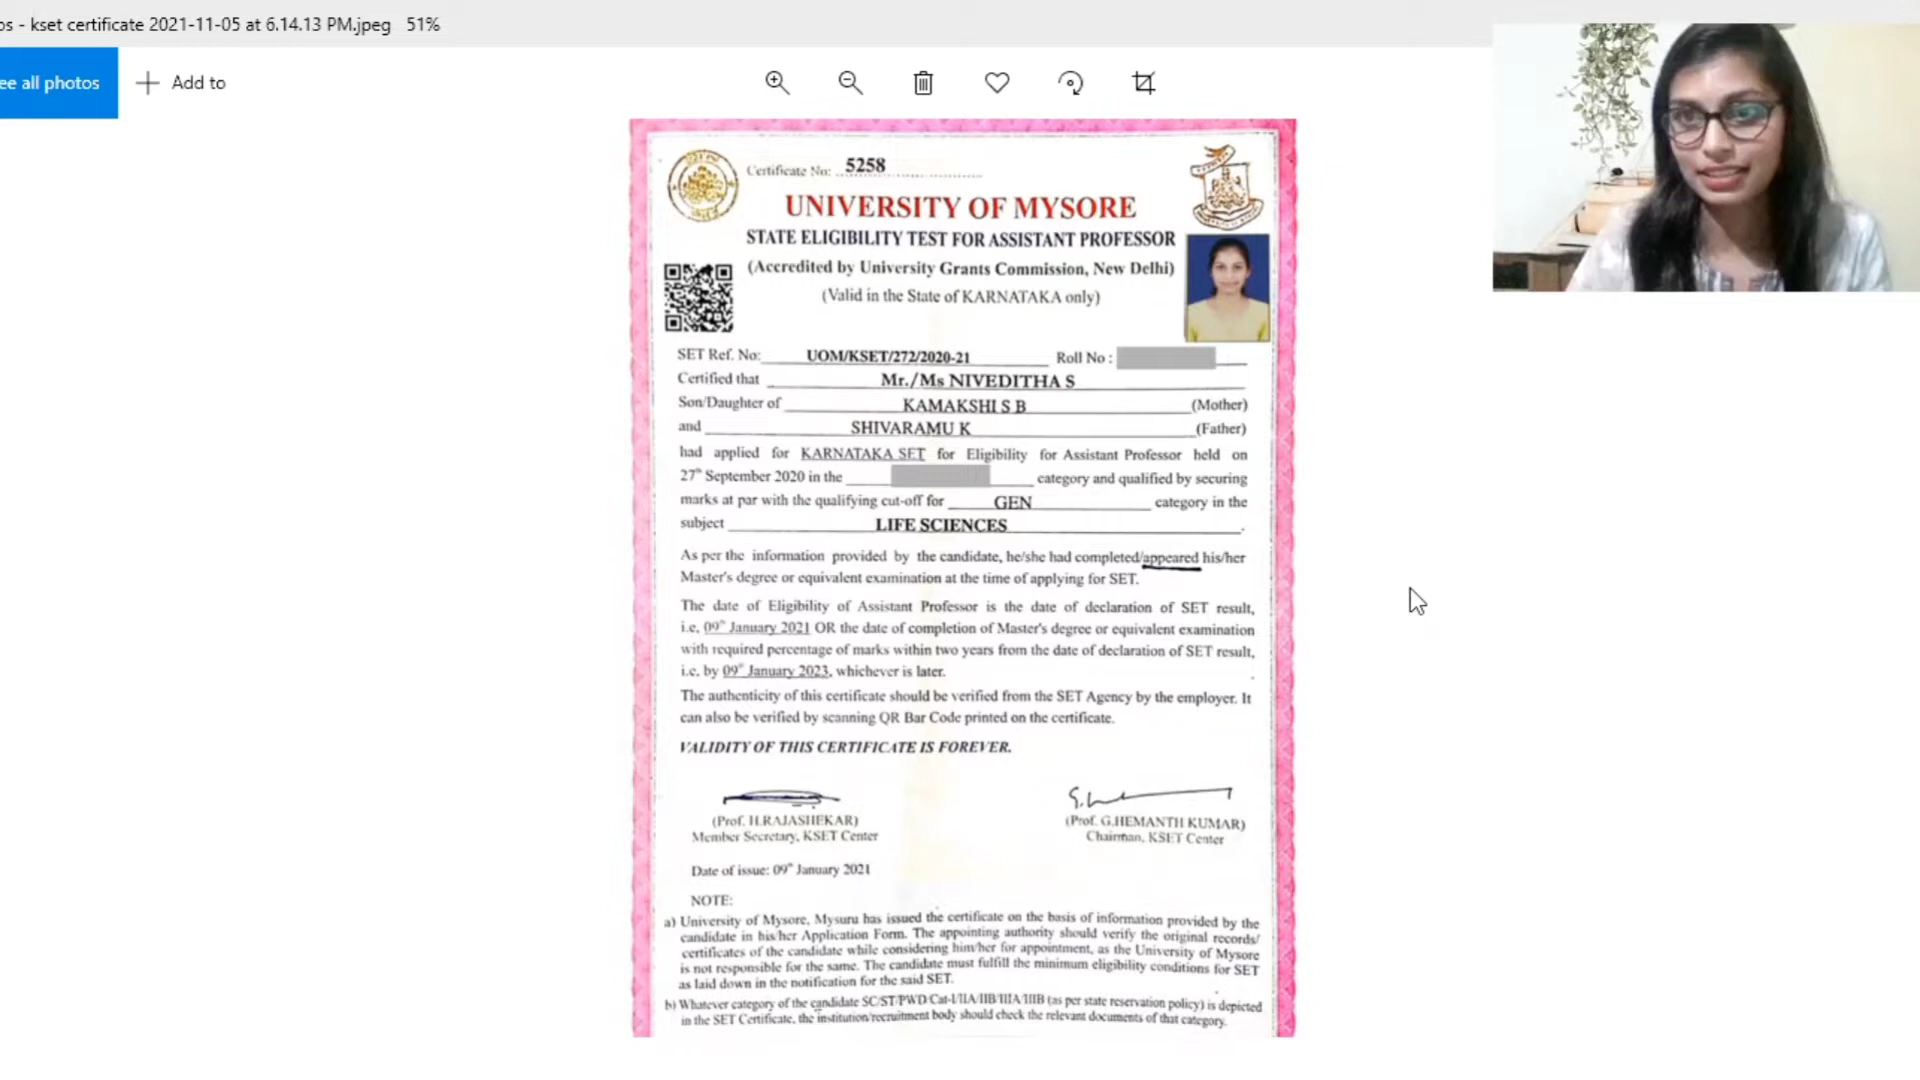 os - kset certificate 2021-11-05 at 6.14.13 PM.jpeg 51%
ee all photos
Add to
Certificate No: 5258
UNIVERSITY OF MYSORE
STATE ELIGIBILITY TEST FOR ASSISTANT PROFESSOR
(Accredited by University Grants Commission, New Delhi)
(Valid in the State of KARNATAKA only)
SET Ref. No: UOM/KSET/272/2020-21 Roll No :
Certified that Mr./Ms NIVEDITHA S
Son/Daughter of KAMAKSHI S B (Mother)
and SHIVARAMU K (Father)
had applied for KARNATAKA SET for Eligibility for Assistant Professor held on
27th September 2020 in the category and qualified by securing
marks at par with the qualifying cut-off for GEN category in the
subject LIFE SCIENCES.
As per the information provided by the candidate, he/she had completed/appeared his/her
Master's degree or equivalent examination at the time of applying for SET.
The date of Eligibility of Assistant Professor is the date of declaration of SET result,
i.e. 09th January 2021 OR the date of completion of Master's degree or equivalent examination
with required percentage of marks within two years from the date of declaration of SET result,
i.e. by 09th January 2023, whichever is later.
The authenticity of this certificate should be verified from the SET Agency by the employer. It
can also be verified by scanning QR Bar Code printed on the certificate.
VALIDITY OF THIS CERTIFICATE IS FOREVER.
(Prof. H.RAJASHEKAR) (Prof. G.HEMANTH KUMAR)
Member Secretary, KSET Center Chairman, KSET Center
Date of issue: 09th January 2021
NOTE:
a) University of Mysore, Mysuru has issued the certificate on the basis of information provided by the
candidate in his/her Application Form. The appointing authority should verify the original records/
certificates of the candidate while considering him/her for appointment, as the University of Mysore
is not responsible for the same. The candidate must fulfill the minimum eligibility conditions for SET
as laid down in the notification for the said SET.
b) Whatever category of the candidate SC/ST/PWD/Cat-I/IIA/IIB/IIIA/IIIB (as per state reservation policy) is depicted
in the SET Certificate, the institution/recruitment body should check the relevant documents of that category.